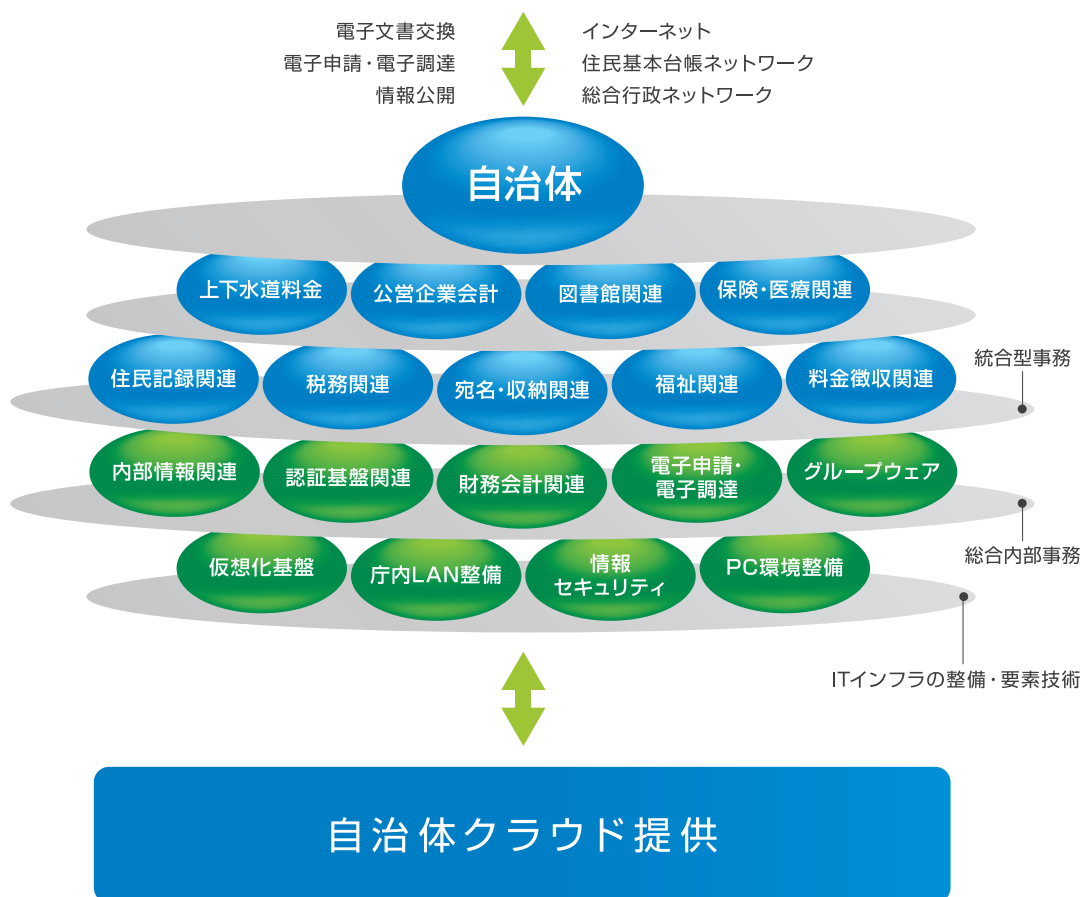 電子文書交換
電子申請・電子調達
情報公開
インターネット
住民基本台帳ネットワーク
総合行政ネットワーク
自治体
上下水道料金
公営企業会計
図書館関連
保険・医療関連
住民記録関連
税務関連
宛名・収納関連
福祉関連
料金徴収関連
統合型事務
内部情報関連
認証基盤関連
財務会計関連
電子申請・
電子調達
グループウェア
総合内部事務
仮想化基盤
庁内LAN整備
情報
セキュリティ
PC環境整備
ITインフラの整備・要素技術
自治体クラウド提供